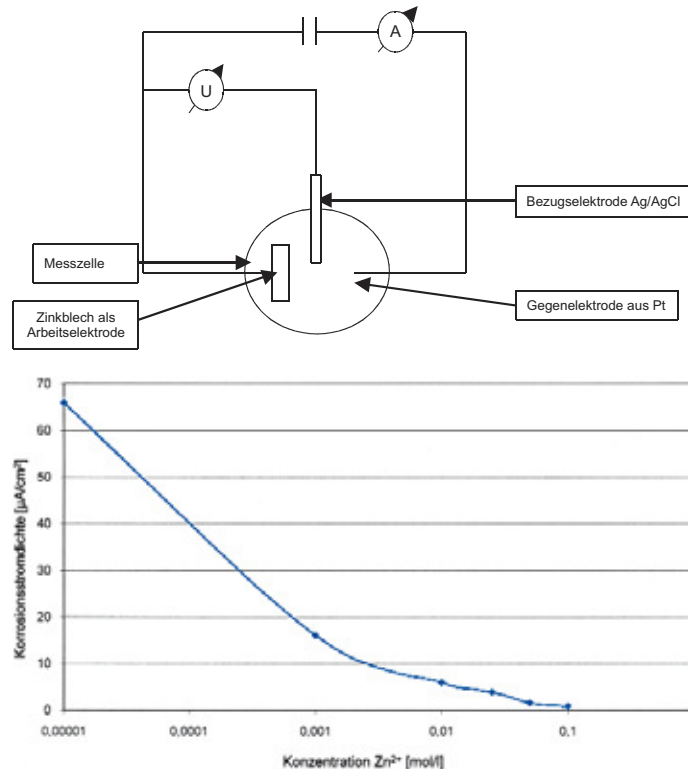 A
U
Bezugselektrode Ag/AgCl
Messzelle
Zinkblech als
Arbeitselektrode
Gegenelektrode aus Pt
70
60
50
40
30
20
10
0
Korrosionsstromdichte [µA/cm²]
0,00001 0,0001 0,001 0,01 0,1
Konzentration Zn²⁺ [mol/l]